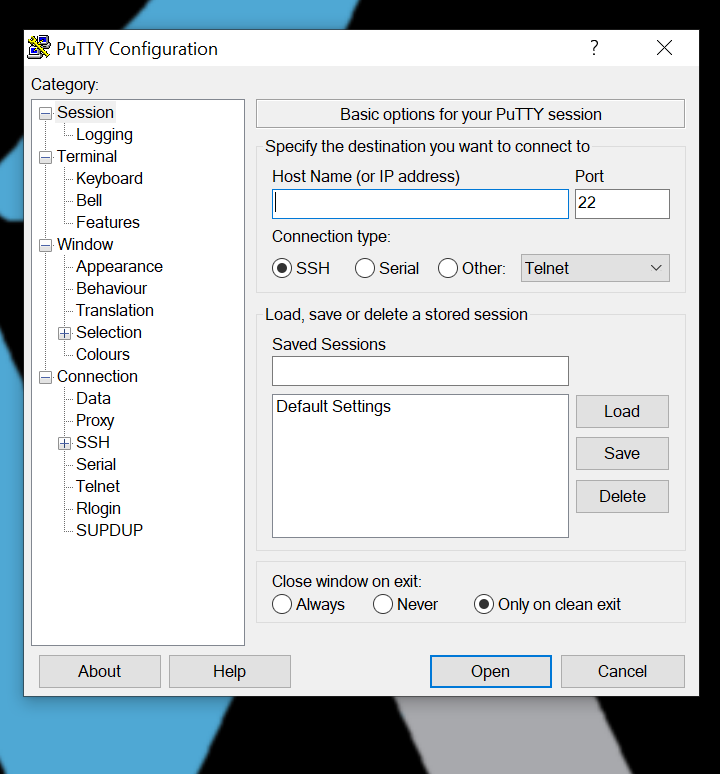 PuTTY Configuration ?
Category:
Session
Logging
Terminal
Keyboard
Bell
Features
Window
Appearance
Behaviour
Translation
Selection
Colours
Connection
Data
Proxy
SSH
Serial
Telnet
Rlogin
SUPDUP
Basic options for your PuTTY session
Specify the destination you want to connect to
Host Name (or IP address) Port
22
Connection type:
SSH Serial Other: Telnet
Load, save or delete a stored session
Saved Sessions
Default Settings
Load
Save
Delete
Close window on exit:
Always Never Only on clean exit
About Help Open Cancel